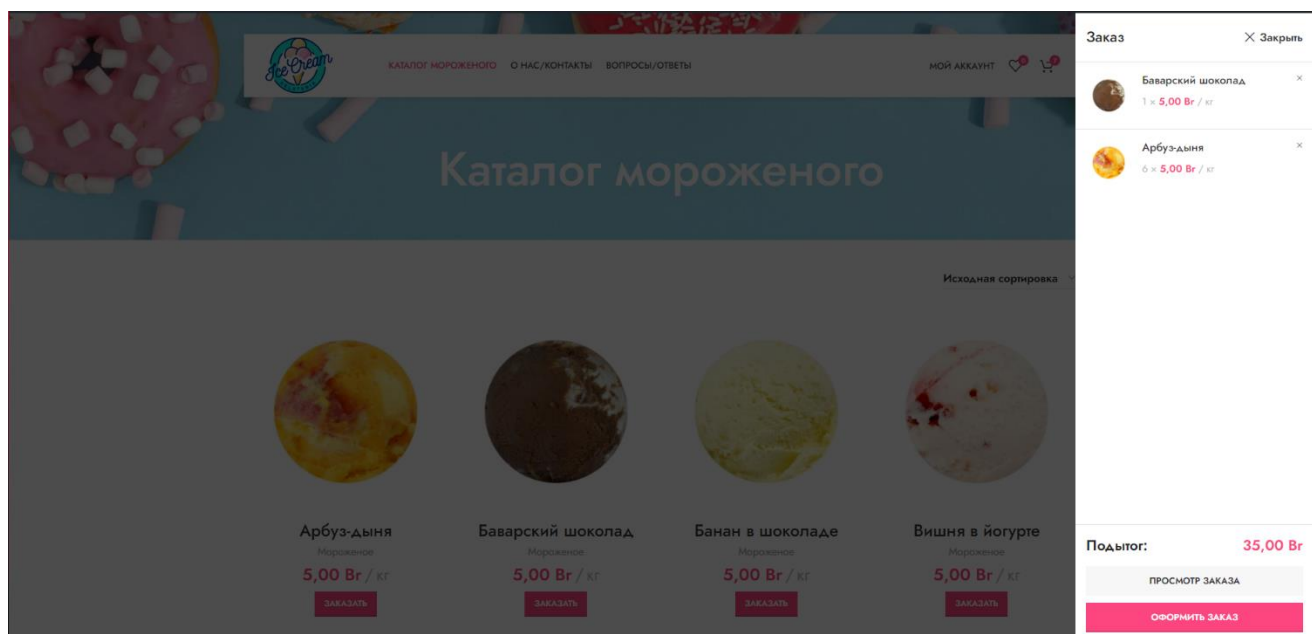 Ice Cream
КАТАЛОГ МОРОЖЕНОГО О НАС/КОНТАКТЫ ВОПРОСЫ/ОТВЕТЫ
МОЙ АККАУНТ
Каталог мороженого
Исходная сортировка
Арбуз-дыня
Мороженое
5,00 Br / кг
ЗАКАЗАТЬ
Баварский шоколад
Мороженое
5,00 Br / кг
ЗАКАЗАТЬ
Банан в шоколаде
Мороженое
5,00 Br / кг
ЗАКАЗАТЬ
Вишня в йогурте
Мороженое
5,00 Br / кг
ЗАКАЗАТЬ
Заказ
Закрыть
Баварский шоколад
1 × 5,00 Br / кг
Арбуз-дыня
6 × 5,00 Br / кг
Подытог: 35,00 Br
ПРОСМОТР ЗАКАЗА
ОФОРМИТЬ ЗАКАЗ